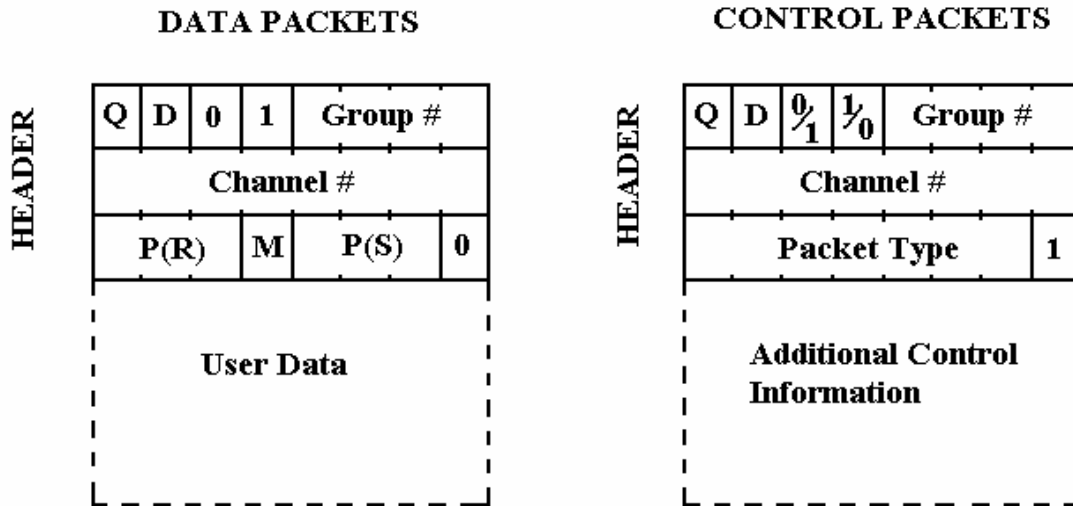 DATA PACKETS
HEADER
Q D 0 1 Group #
Channel #
P(R) M P(S) 0
User Data
CONTROL PACKETS
HEADER
Q D 0/1 1/0 Group #
Channel #
Packet Type 1
Additional Control
Information